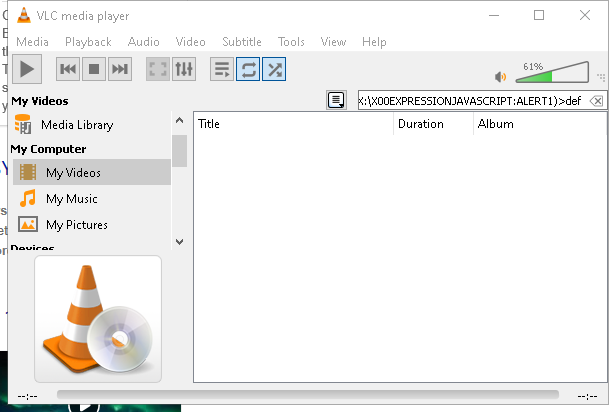 VLC media player
Media Playback Audio Video Subtitle Tools View Help
61%
My Videos
X:\X00EXPRESSIONJAVASCRIPT:ALERT1)>def
Title Duration Album
Media Library
My Computer
My Videos
My Music
My Pictures
Devices
--:-- --:--